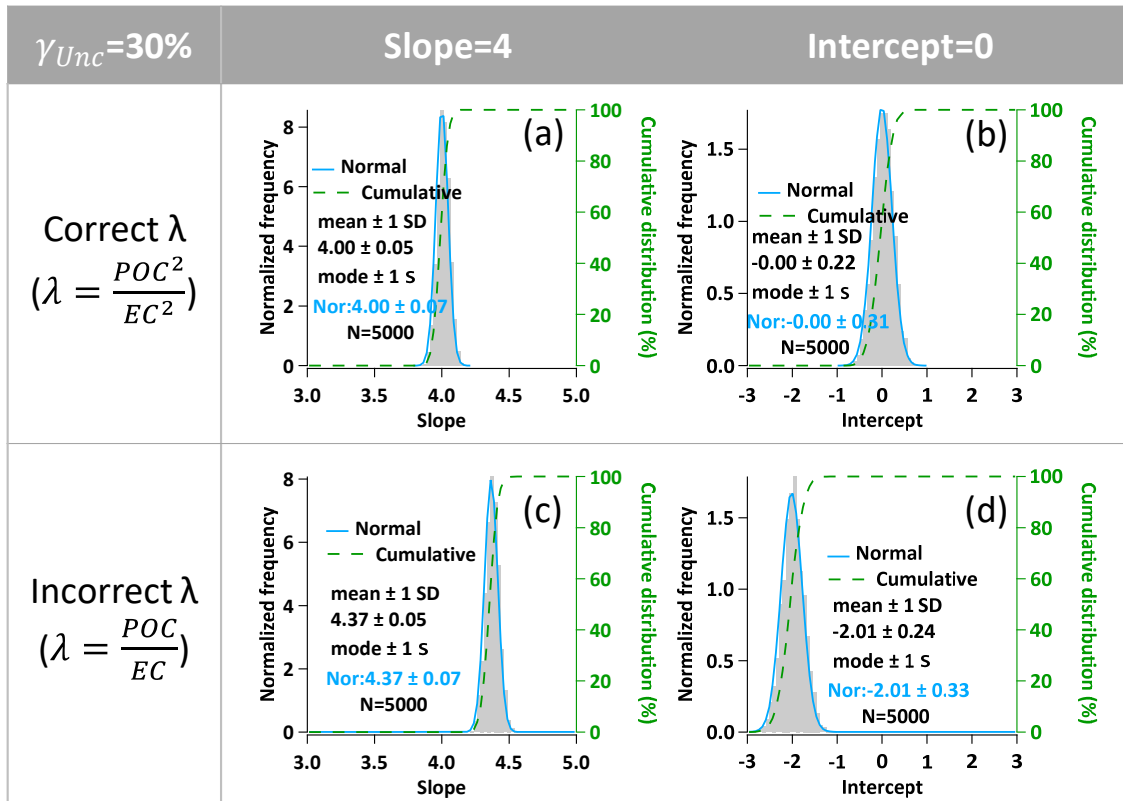 γUnc=30% Slope=4 Intercept=0
Correct λ
(λ = POC²/EC²)
(a)
Normalized frequency
8
6
4
2
0
Normal
Cumulative
mean ± 1 SD
4.00 ± 0.05
mode ± 1 s
Nor:4.00 ± 0.07
N=5000
100
80
60
40
20
0
Cumulative distribution (%)
3.0 3.5 4.0 4.5 5.0
Slope
(b)
Normalized frequency
1.5
1.0
0.5
0.0
Normal
Cumulative
mean ± 1 SD
-0.00 ± 0.22
mode ± 1 s
Nor:-0.00 ± 0.31
N=5000
100
80
60
40
20
0
Cumulative distribution (%)
-3 -2 -1 0 1 2 3
Intercept
Incorrect λ
(λ = POC/EC)
(c)
Normalized frequency
8
6
4
2
0
Normal
Cumulative
mean ± 1 SD
4.37 ± 0.05
mode ± 1 s
Nor:4.37 ± 0.07
N=5000
100
80
60
40
20
0
Cumulative distribution (%)
3.0 3.5 4.0 4.5 5.0
Slope
(d)
Normalized frequency
1.5
1.0
0.5
0.0
Normal
Cumulative
mean ± 1 SD
-2.01 ± 0.24
mode ± 1 s
Nor:-2.01 ± 0.33
N=5000
100
80
60
40
20
0
Cumulative distribution (%)
-3 -2 -1 0 1 2 3
Intercept